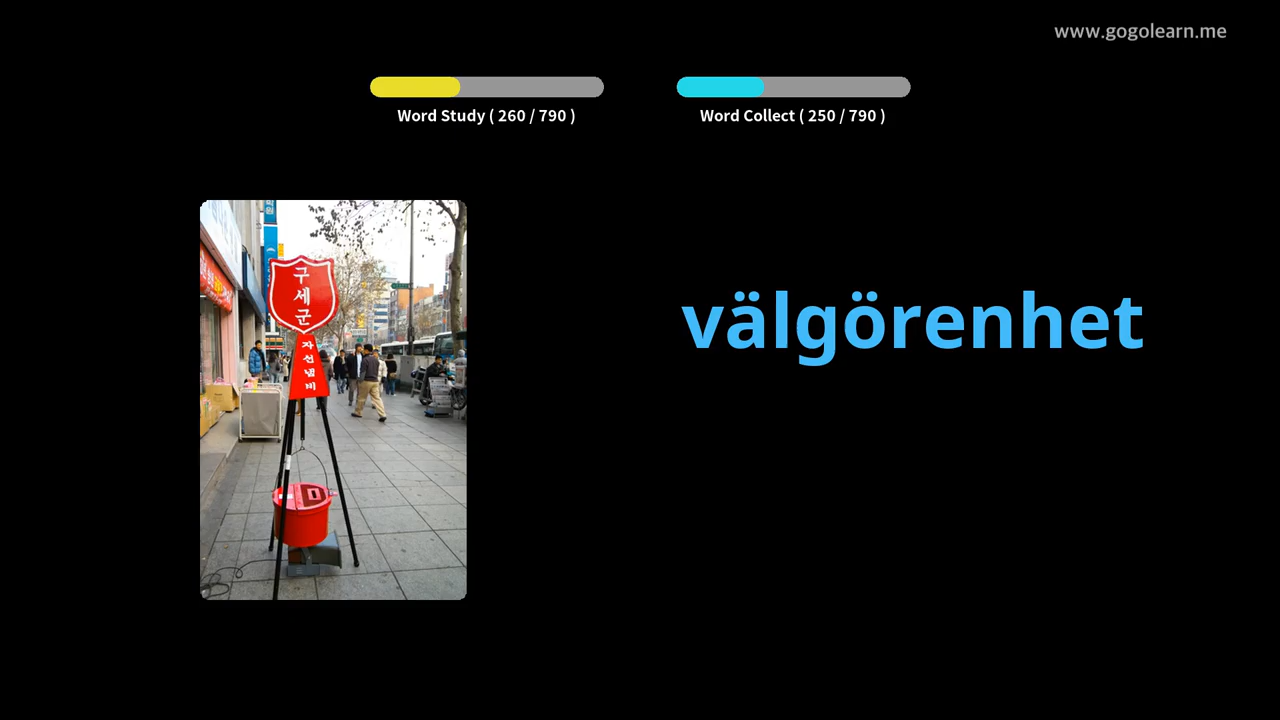 www.gogolearn.me
Word Study ( 260 / 790 )
Word Collect ( 250 / 790 )
구세군
자선냄비
välgörenhet